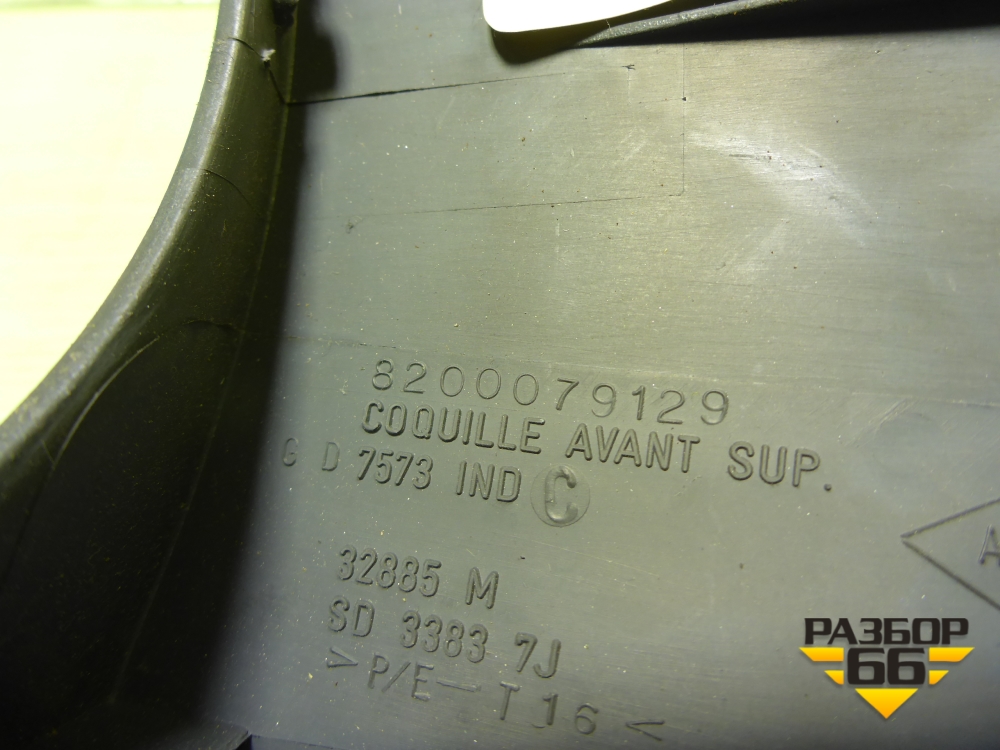 8200079129
COQUILLE AVANT SUP.
G D 7573 IND C
32885 M
SD 3383 7J
>P/E-T16<
A
РАЗБОР
66